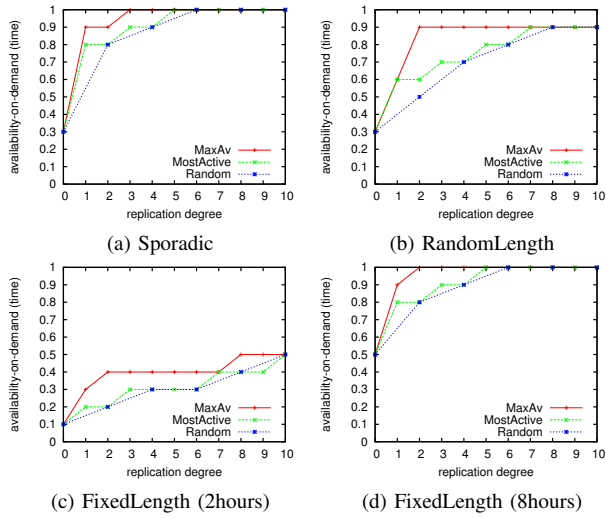 availability-on-demand (time)
1
0.9
0.8
0.7
0.6
0.5
0.4
0.3
0.2
0.1
0
MaxAv
MostActive
Random
0 1 2 3 4 5 6 7 8 9 10
replication degree
(a) Sporadic
availability-on-demand (time)
1
0.9
0.8
0.7
0.6
0.5
0.4
0.3
0.2
0.1
0
MaxAv
MostActive
Random
0 1 2 3 4 5 6 7 8 9 10
replication degree
(b) RandomLength
availability-on-demand (time)
1
0.9
0.8
0.7
0.6
0.5
0.4
0.3
0.2
0.1
0
MaxAv
MostActive
Random
0 1 2 3 4 5 6 7 8 9 10
replication degree
(c) FixedLength (2hours)
availability-on-demand (time)
1
0.9
0.8
0.7
0.6
0.5
0.4
0.3
0.2
0.1
0
MaxAv
MostActive
Random
0 1 2 3 4 5 6 7 8 9 10
replication degree
(d) FixedLength (8hours)